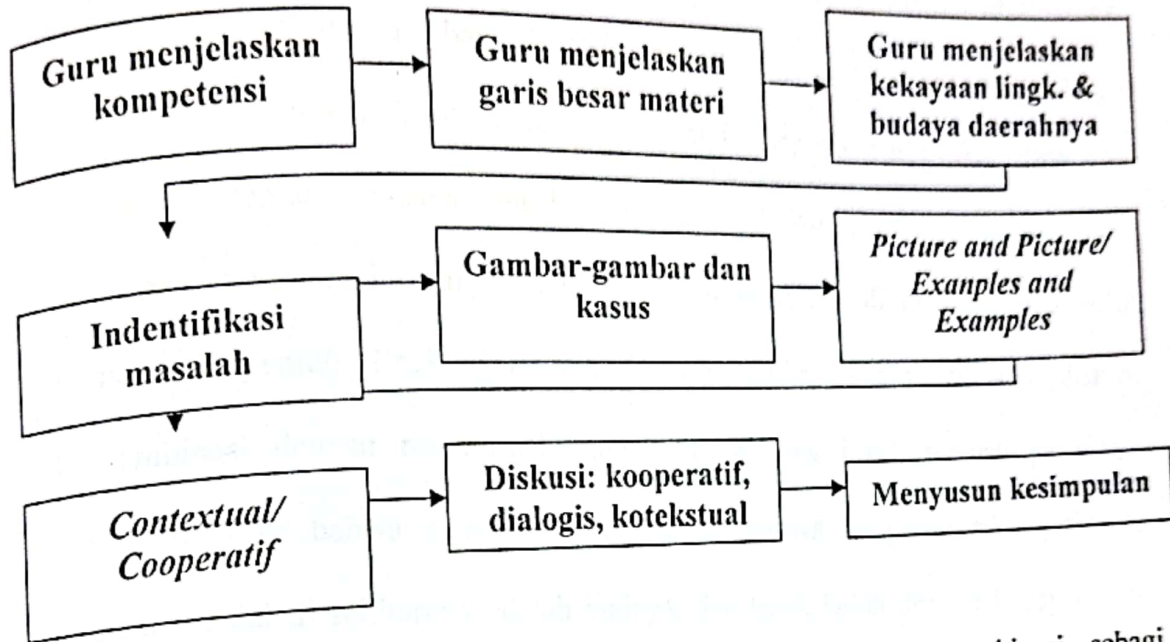 Guru menjelaskan
kompetensi
Guru menjelaskan
garis besar materi
Guru menjelaskan
kekayaan lingk. &
budaya daerahnya
Indentifikasi
masalah
Gambar-gambar dan
kasus
Picture and Picture/
Exanples and
Examples
Contextual/
Cooperatif
Diskusi: kooperatif,
dialogis, kotekstual
Menyusun kesimpulan
sebagi